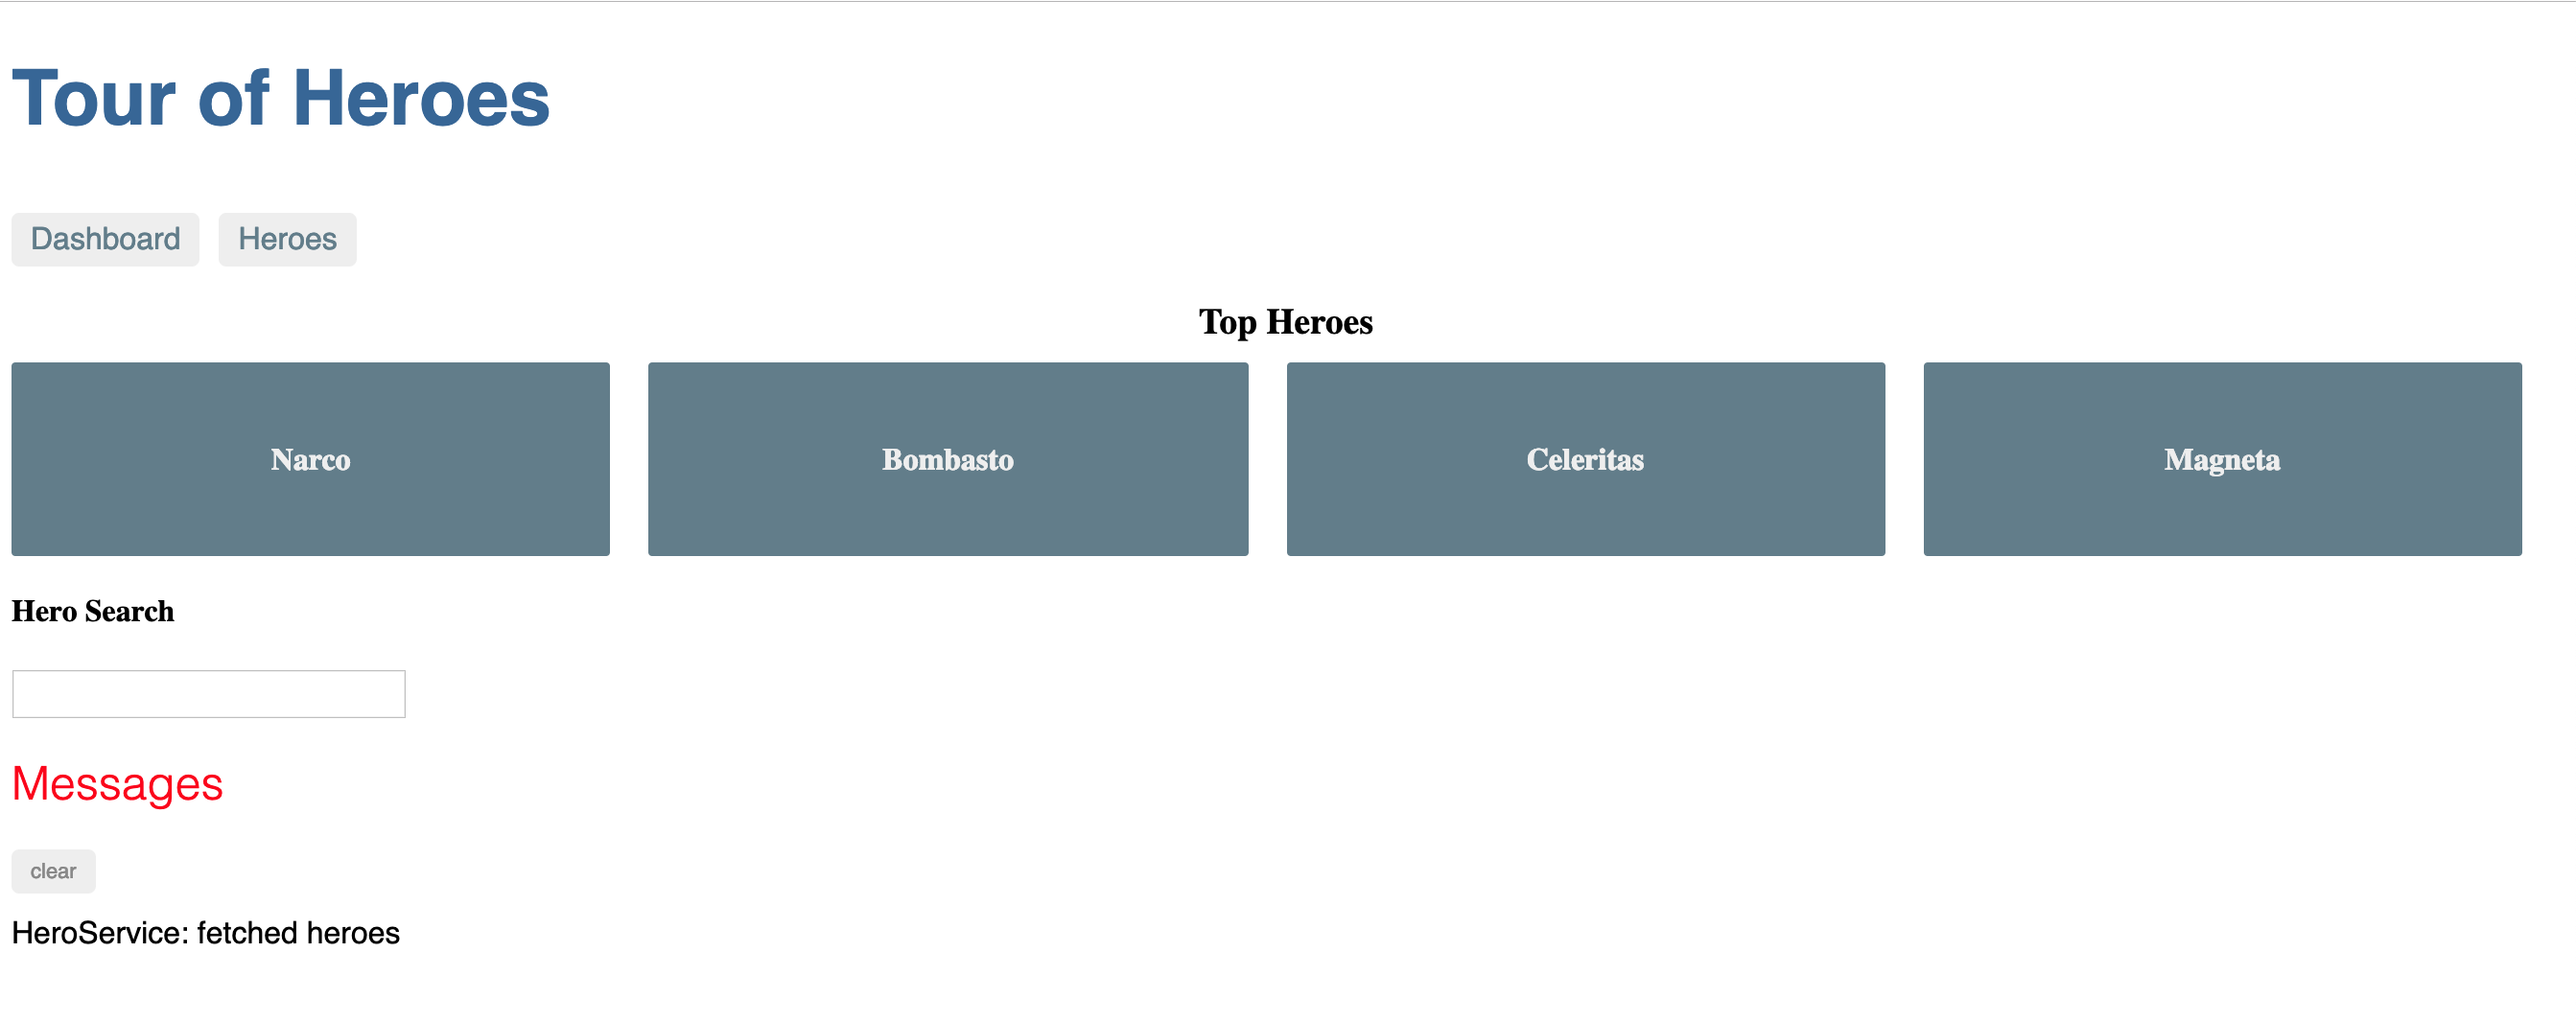 Tour of Heroes
Dashboard Heroes
Top Heroes
Narco Bombasto Celeritas Magneta
Hero Search
Messages
clear
HeroService: fetched heroes